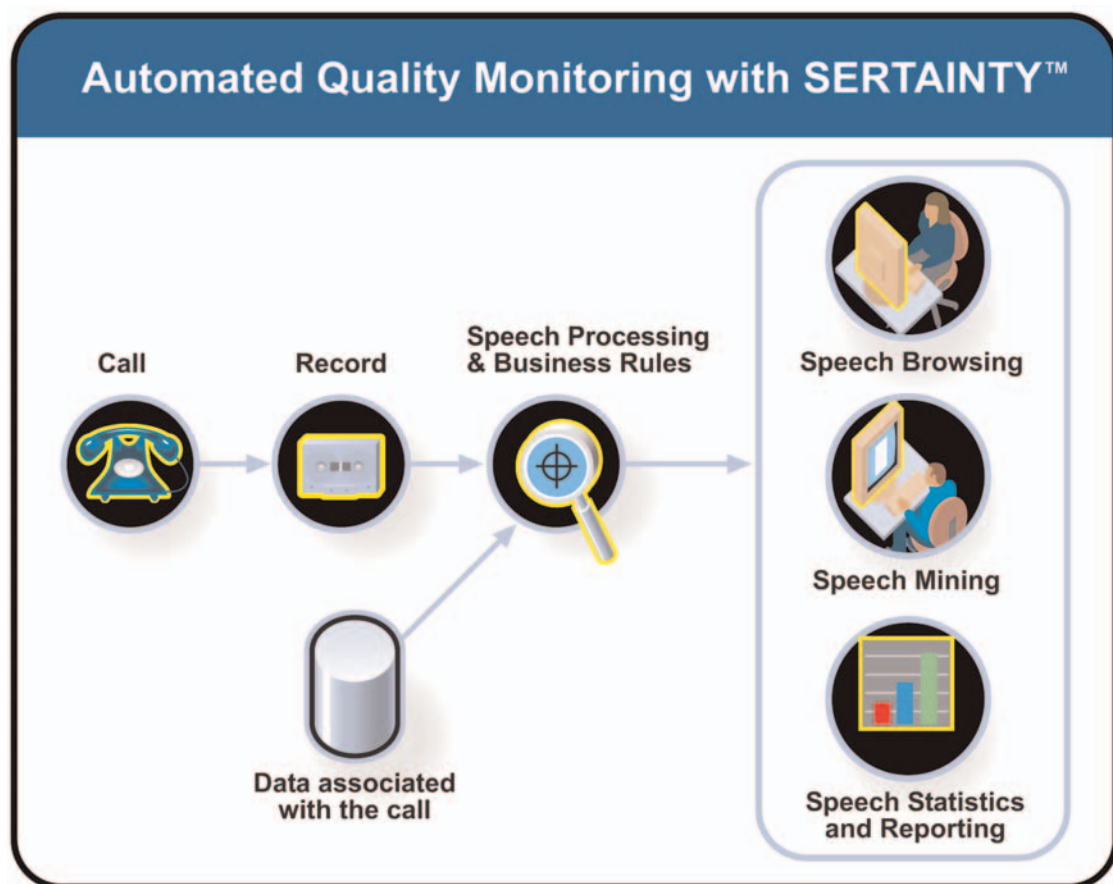 Automated Quality Monitoring with SERTAINTY™
Call
Record
Speech Processing
& Business Rules
Data associated
with the call
Speech Browsing
Speech Mining
Speech Statistics
and Reporting